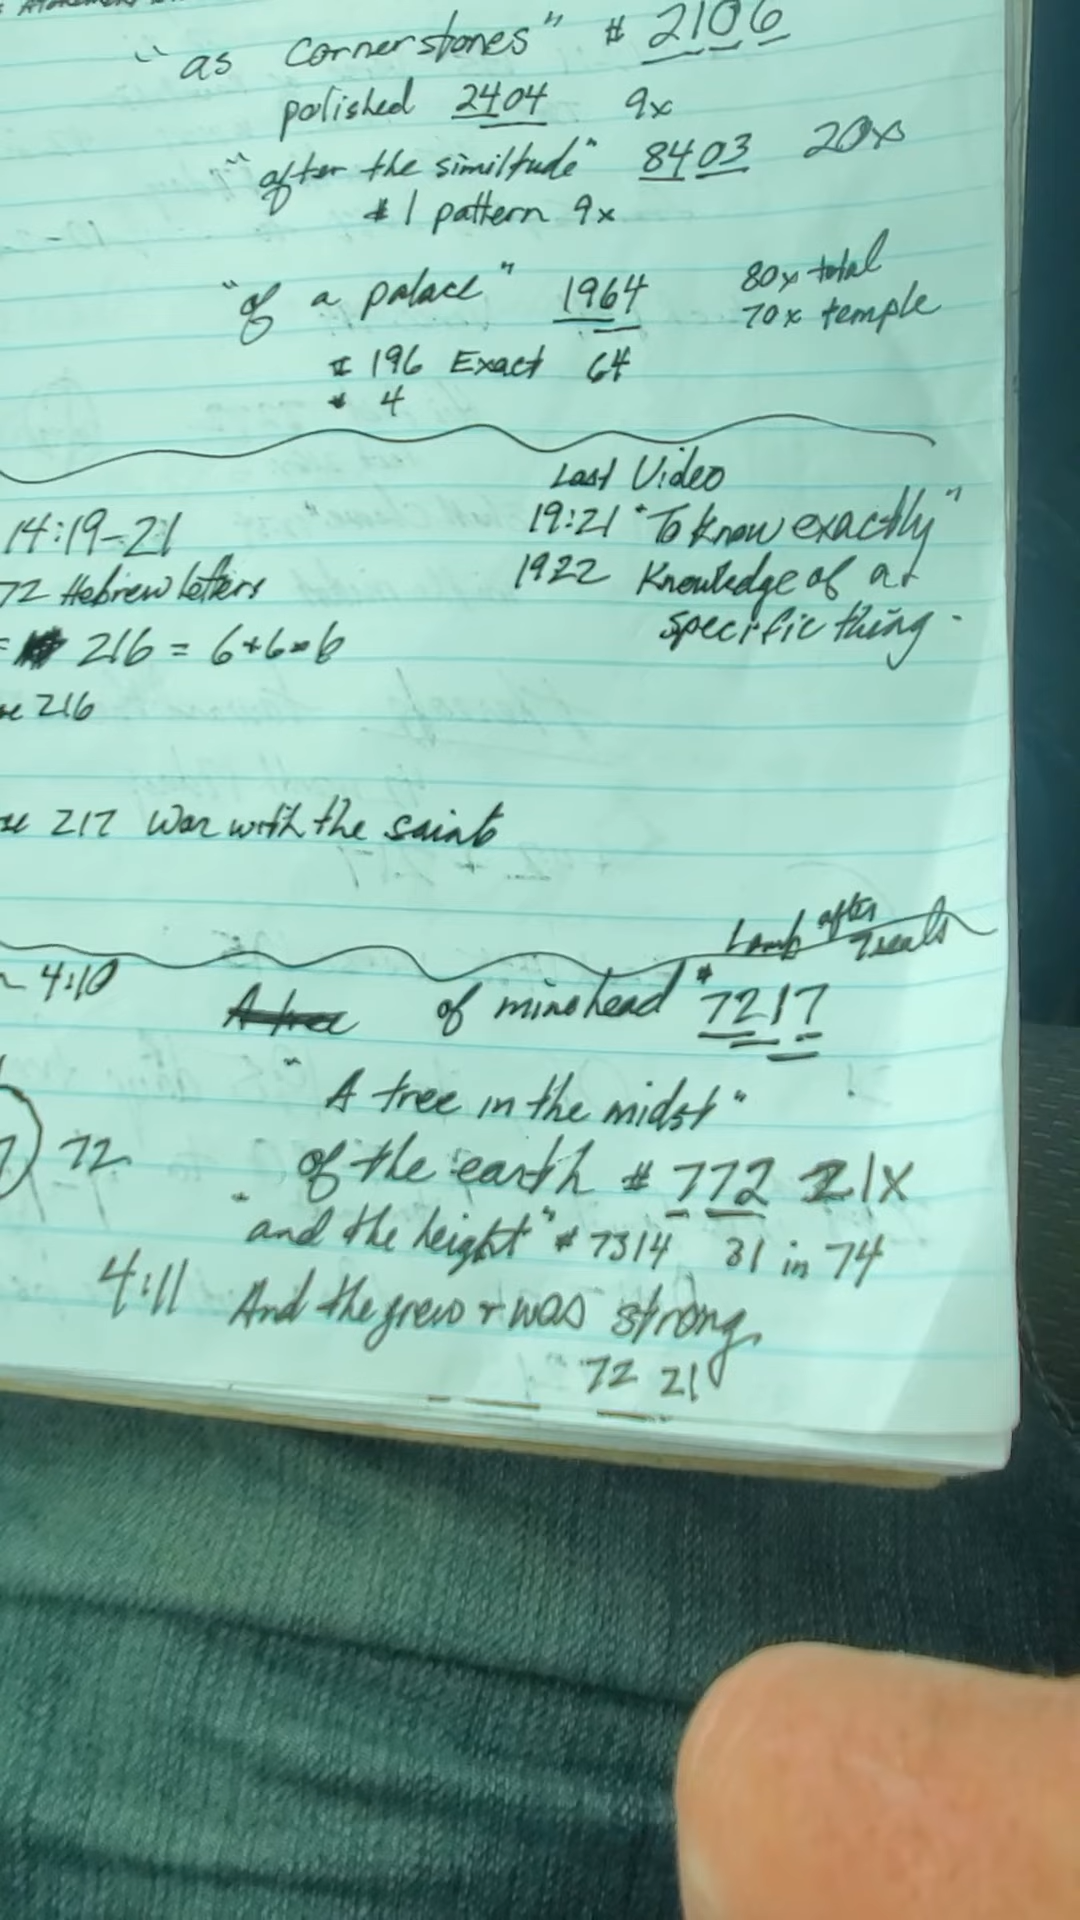 "as cornerstones" # 2106
polished 2404 9x
"after the similtude" 8403 20x
# 1 pattern 9x
"of a palace" 1964 80x total
70x temple
# 196 Exact 64
4
Last Video
14:19-21 19:21 "To know exactly"
72 Hebrew letters 1922 Knowledge of a
specific thing.
= 216 = 6*6*6
216
217 War with the saints
Lamb after 7 seals
4:10 of mine head # 7217
"A tree in the midst"
72 of the earth # 772 21x
"and the height" # 7314 31 in 74
4:11 And the grew + was strong
72 21